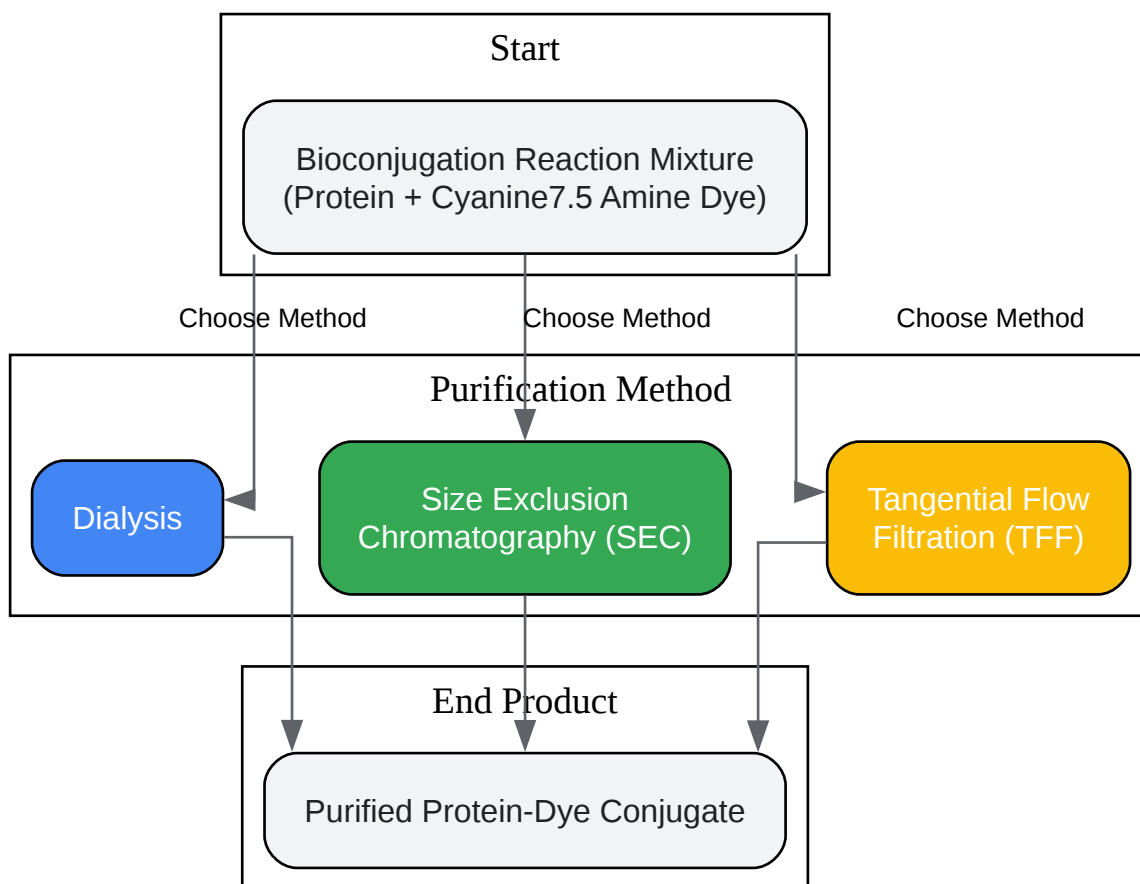 Start
Bioconjugation Reaction Mixture
(Protein + Cyanine7.5 Amine Dye)
Choose Method
Choose Method
Choose Method
Purification Method
Dialysis
Size Exclusion
Chromatography (SEC)
Tangential Flow
Filtration (TFF)
End Product
Purified Protein-Dye Conjugate